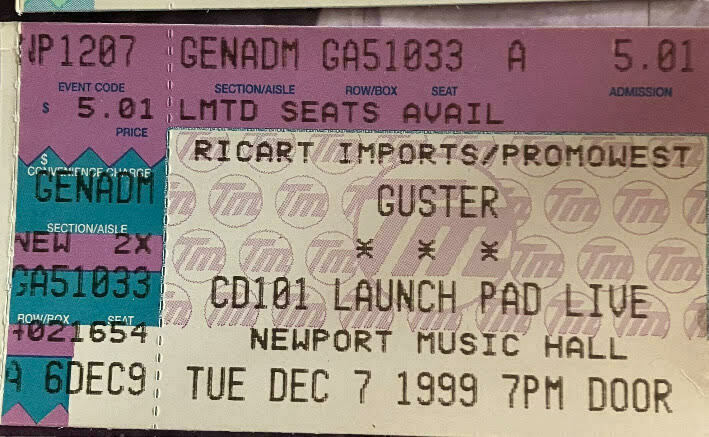 NP1207
EVENT CODE
$ 5.01
PRICE
$
CONVENIENCE CHARGE
GENADM
SECTION/AISLE
NEW 2X
GA51033
ROW/BOX SEAT
021654
A 6DEC9
GENADM GA51033 A 5.01
SECTION/AISLE ROW/BOX SEAT ADMISSION
LMTD SEATS AVAIL
RICART IMPORTS/PROMOWEST
GUSTER
* * *
CD101 LAUNCH PAD LIVE
NEWPORT MUSIC HALL
TUE DEC 7 1999 7PM DOOR